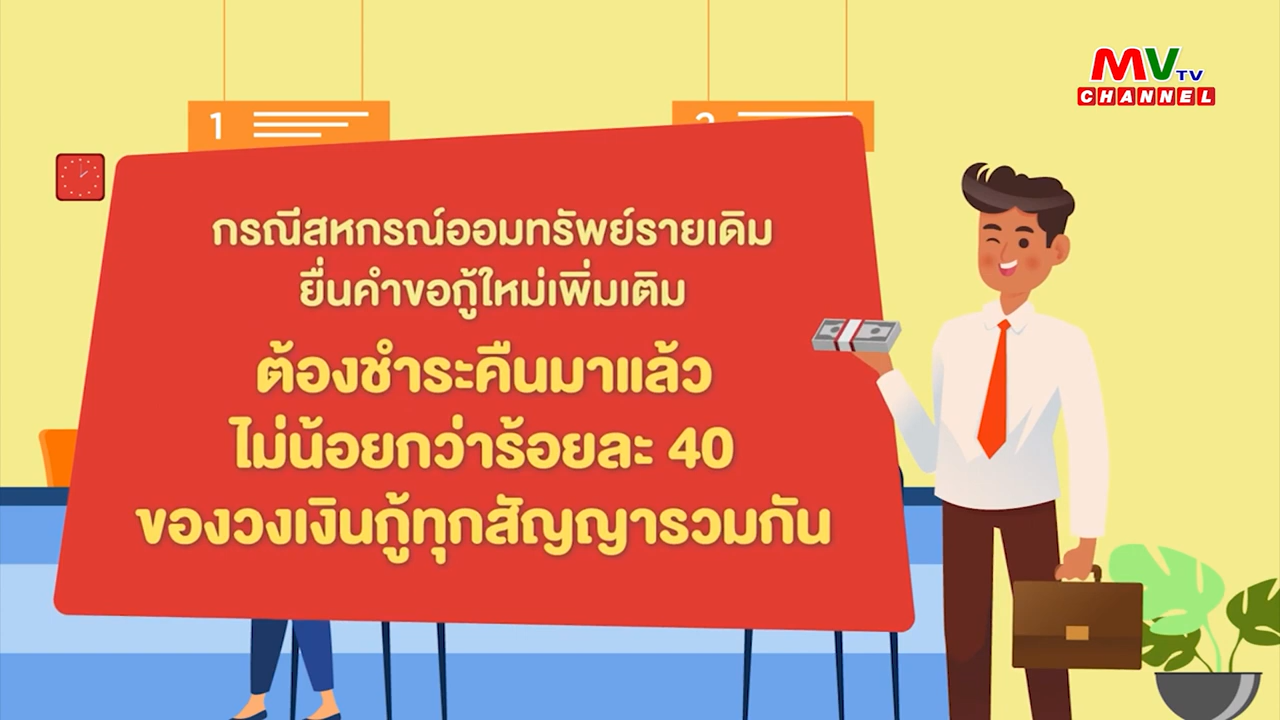 MVTV
CHANNEL
1
2
กรณีสหกรณ์ออมทรัพย์รายเดิม
ยื่นคำขอกู้ใหม่เพิ่มเติม
ต้องชำระคืนมาแล้ว
ไม่น้อยกว่าร้อยละ 40
ของวงเงินกู้ทุกสัญญารวมกัน